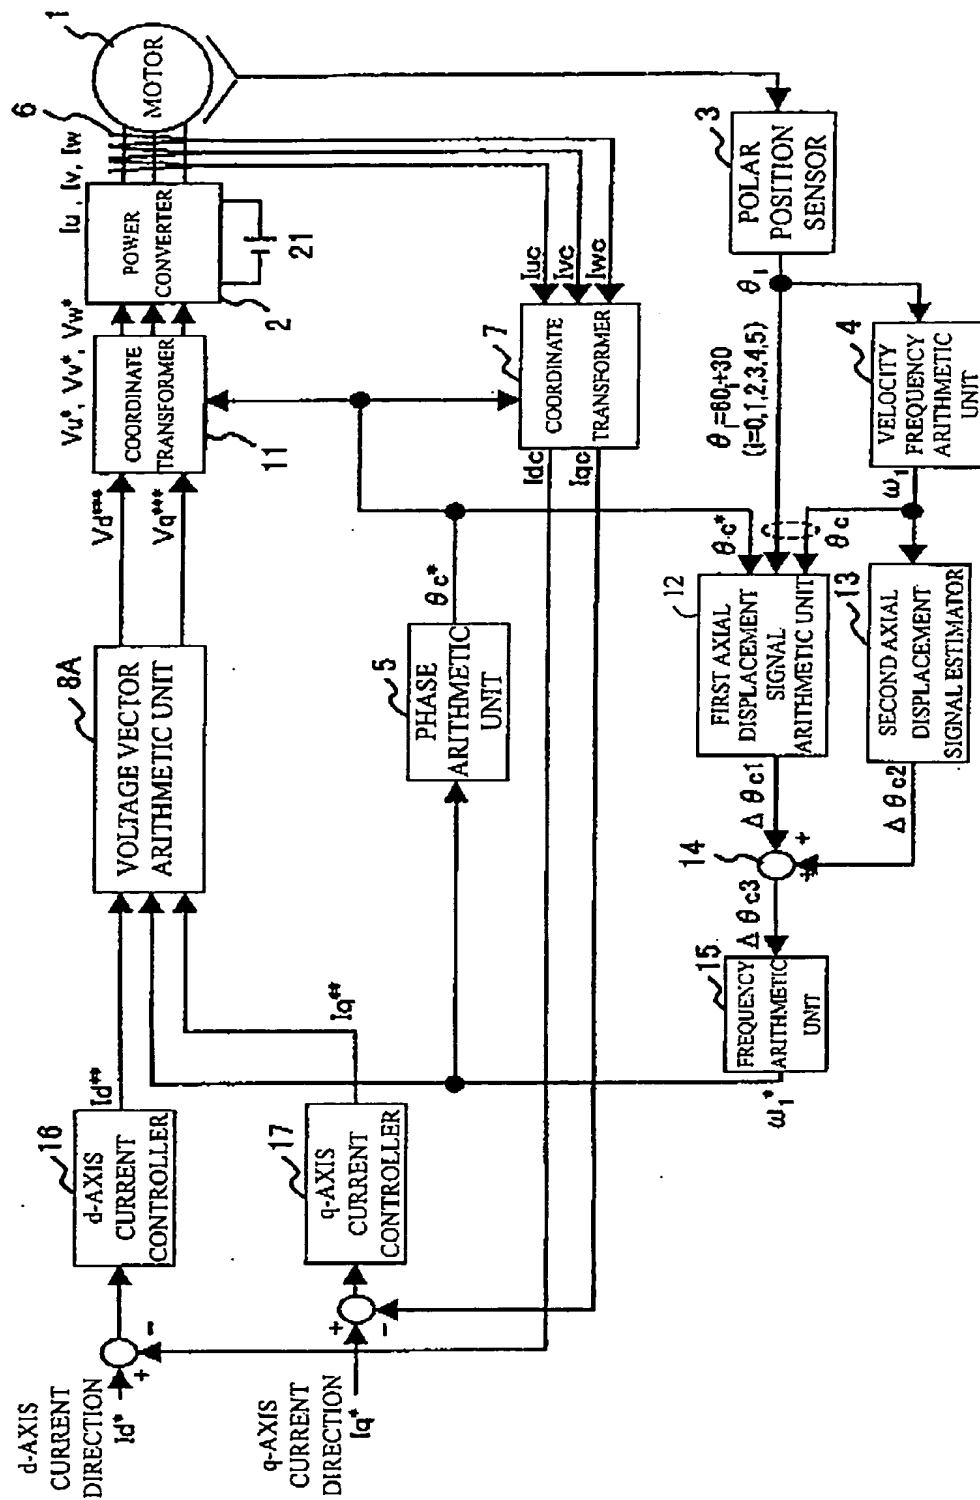 d-AXIS
CURRENT
DIRECTION
Id*
+
−
16
d-AXIS
CURRENT
CONTROLLER
Id**
8A
VOLTAGE VECTOR
ARITHMETIC UNIT
Vd***
Vq***
Vu*, Vv*, Vw*
COORDINATE
TRANSFORMER
11
Iu, Iv, Iw
POWER
CONVERTER
2
21
6
MOTOR
1
q-AXIS
CURRENT
DIRECTION
Iq*
+
−
17
q-AXIS
CURRENT
CONTROLLER
Iq**
5
PHASE
ARITHMETIC
UNIT
θc*
7
COORDINATE
TRANSFORMER
Idc
Iqc
Iuc
Ivc
Iwc
ω1*
15
FREQUENCY
ARITHMETIC
UNIT
Δθc3
14
+
+
Δθc1
12
FIRST AXIAL
DISPLACEMENT
SIGNAL
ARITHMETIC UNIT
θc*
θc
θi=60i+30
(i=0,1,2,3,4,5)
θi
3
POLAR
POSITION
SENSOR
Δθc2
13
SECOND AXIAL
DISPLACEMENT
SIGNAL ESTIMATOR
ω1
4
VELOCITY
FREQUENCY
ARITHMETIC
UNIT